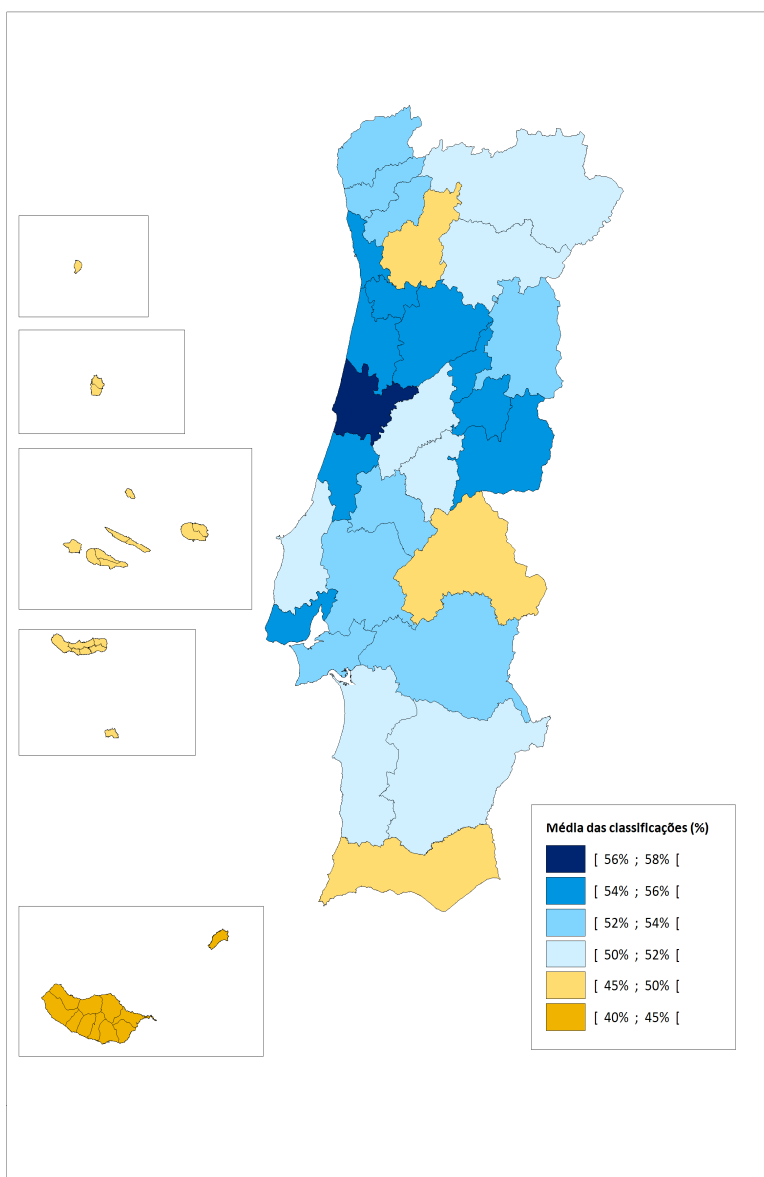 Média das classificações (%)
[ 56% ; 58% [
[ 54% ; 56% [
[ 52% ; 54% [
[ 50% ; 52% [
[ 45% ; 50% [
[ 40% ; 45% [